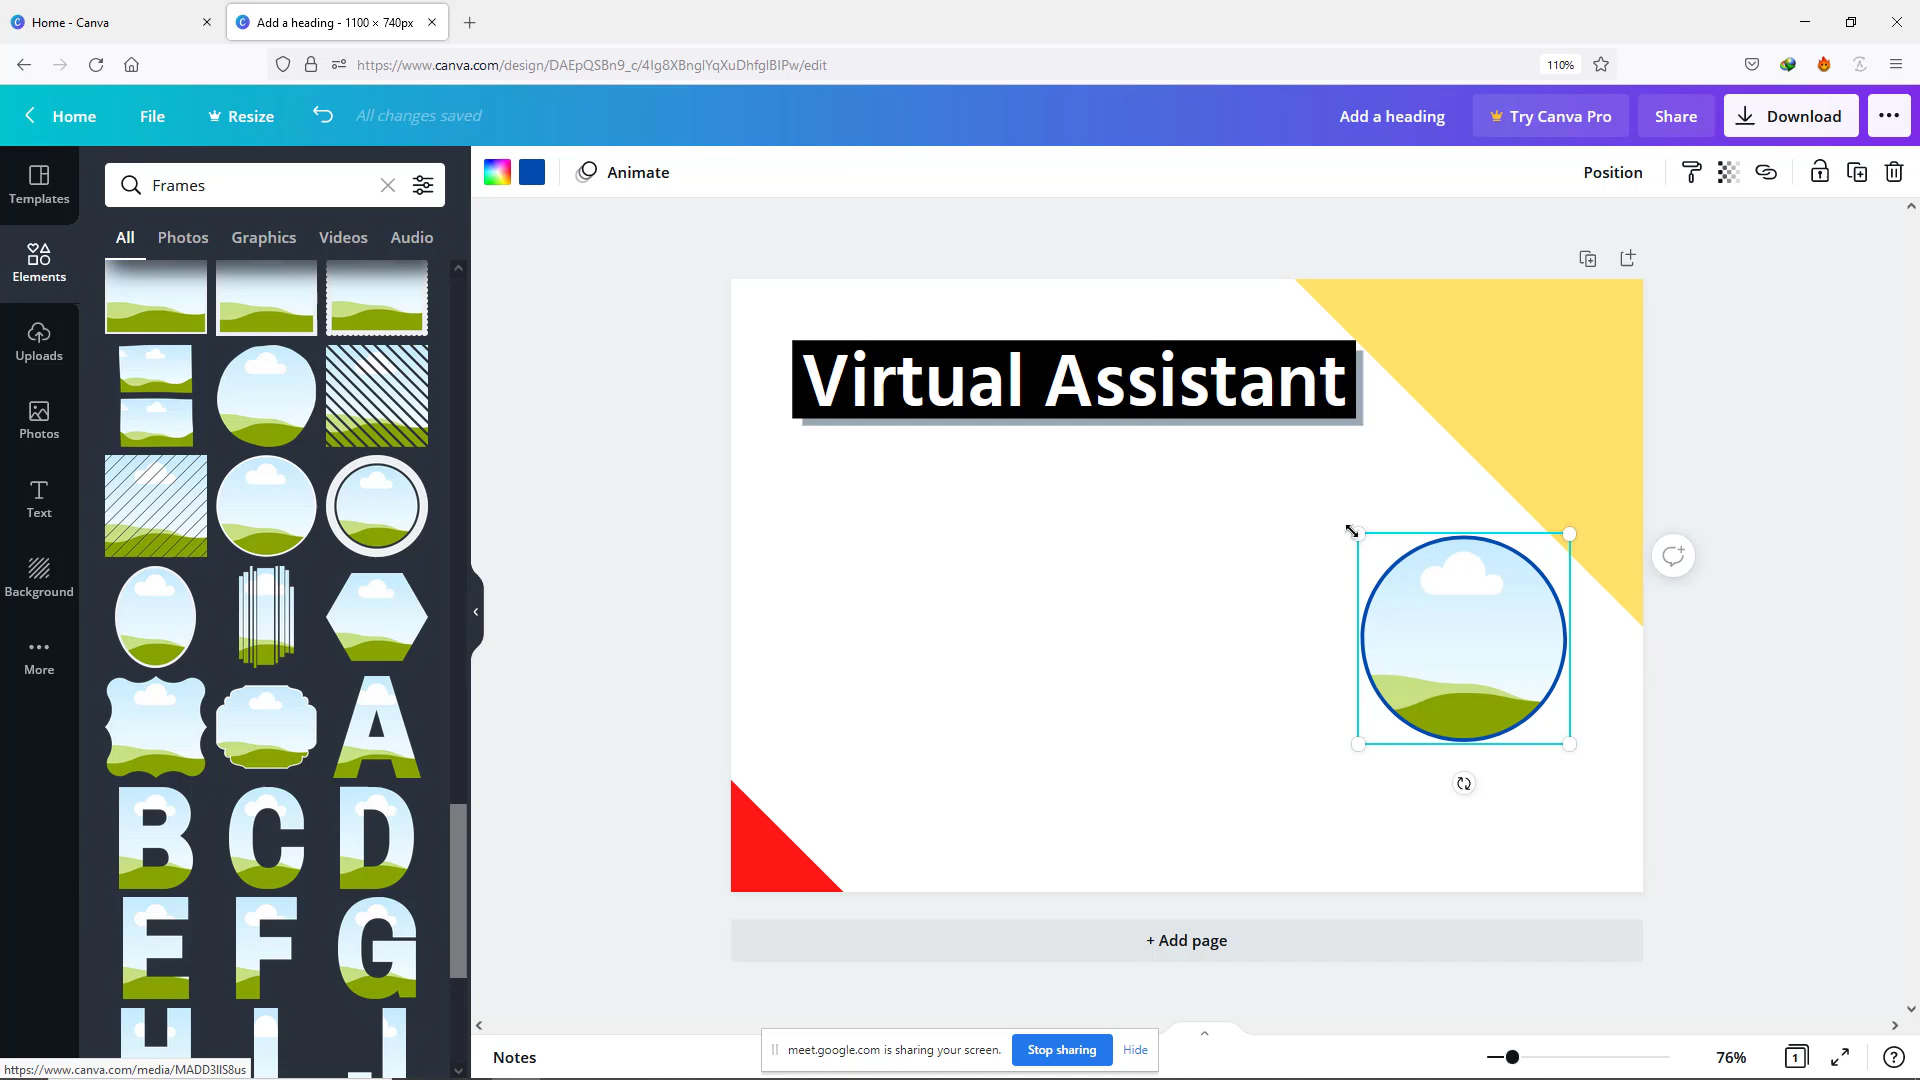 Home - Canva
Add a heading - 1100 × 740px
https://www.canva.com/design/DAEpQSBn9_c/4Ig8XBnglYqXuDhfglBIPw/edit
110%
Home
File
Resize
All changes saved
Add a heading
Try Canva Pro
Share
Download
Templates
Elements
Uploads
Photos
Text
Background
More
Frames
All
Photos
Graphics
Videos
Audio
A
B
C
D
E
F
G
H
I
J
Animate
Position
Virtual Assistant
+ Add page
Notes
meet.google.com is sharing your screen.
Stop sharing
Hide
76%
1
https://www.canva.com/media/MADD3IIS8us